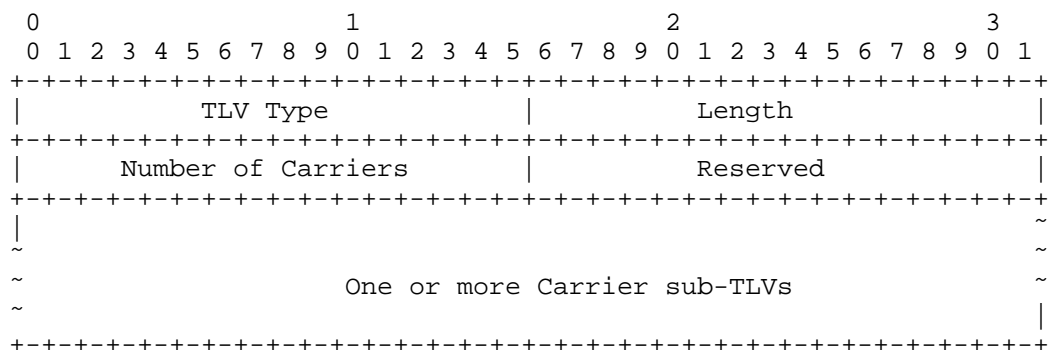 0                   1                   2                   3
 0 1 2 3 4 5 6 7 8 9 0 1 2 3 4 5 6 7 8 9 0 1 2 3 4 5 6 7 8 9 0 1
+-+-+-+-+-+-+-+-+-+-+-+-+-+-+-+-+-+-+-+-+-+-+-+-+-+-+-+-+-+-+-+-+
|           TLV Type            |          Length               |
+-+-+-+-+-+-+-+-+-+-+-+-+-+-+-+-+-+-+-+-+-+-+-+-+-+-+-+-+-+-+-+-+
|      Number of Carriers       |          Reserved             |
+-+-+-+-+-+-+-+-+-+-+-+-+-+-+-+-+-+-+-+-+-+-+-+-+-+-+-+-+-+-+-+-+
|                                                               ~
~                                                               ~
~                    One or more Carrier sub-TLVs               ~
~                                                               |
+-+-+-+-+-+-+-+-+-+-+-+-+-+-+-+-+-+-+-+-+-+-+-+-+-+-+-+-+-+-+-+-+